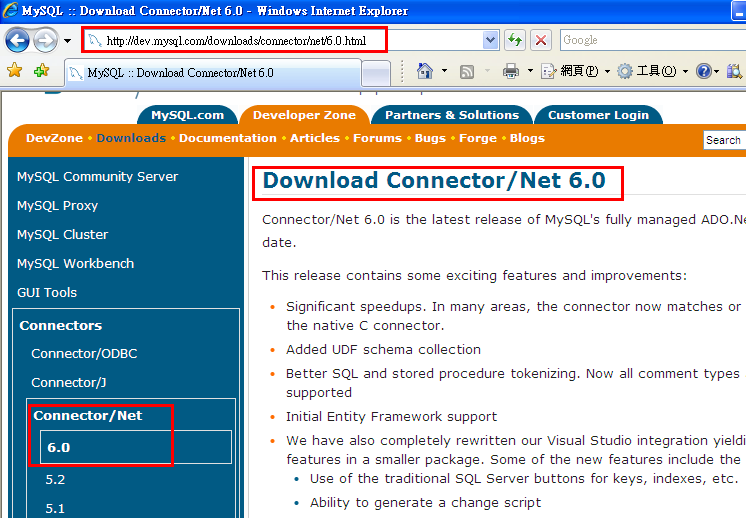 MySQL :: Download Connector/Net 6.0 - Windows Internet Explorer
http://dev.mysql.com/downloads/connector/net/6.0.html
Google
MySQL :: Download Connector/Net 6.0
網頁(P)
工具(O)
MySQL.com
Developer Zone
Partners & Solutions
Customer Login
DevZone • Downloads • Documentation • Articles • Forums • Bugs • Forge • Blogs
Search
MySQL Community Server
MySQL Proxy
MySQL Cluster
MySQL Workbench
GUI Tools
Connectors
Connector/ODBC
Connector/J
Connector/Net
6.0
5.2
5.1
Download Connector/Net 6.0
Connector/Net 6.0 is the latest release of MySQL's fully managed ADO.Ne
date.
This release contains some exciting features and improvements:
• Significant speedups. In many areas, the connector now matches or
the native C connector.
• Added UDF schema collection
• Better SQL and stored procedure tokenizing. Now all comment types
supported
• Initial Entity Framework support
• We have also completely rewritten our Visual Studio integration yieldi
features in a smaller package. Some of the new features include the
• Use of the traditional SQL Server buttons for keys, indexes, etc.
• Ability to generate a change script